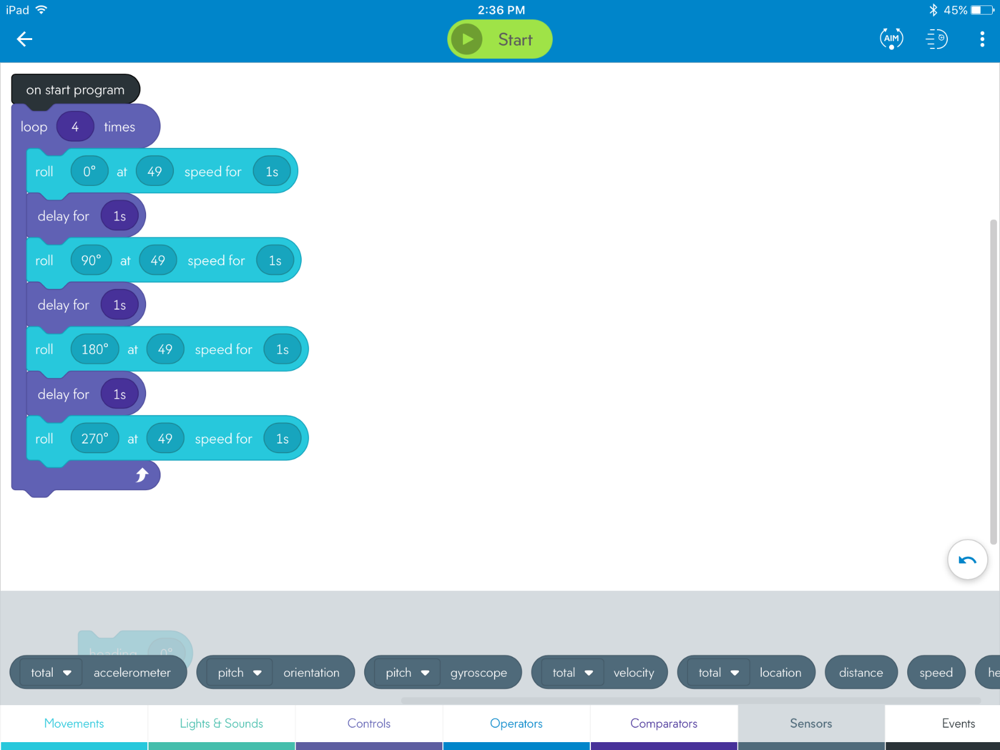 iPad 2:36 PM 45%
Start AIM
on start program
loop 4 times
roll 0° at 49 speed for 1s
delay for 1s
roll 90° at 49 speed for 1s
delay for 1s
roll 180° at 49 speed for 1s
delay for 1s
roll 270° at 49 speed for 1s
heading 0°
total accelerometer pitch orientation pitch gyroscope total velocity total location distance speed he
Movements Lights & Sounds Controls Operators Comparators Sensors Events